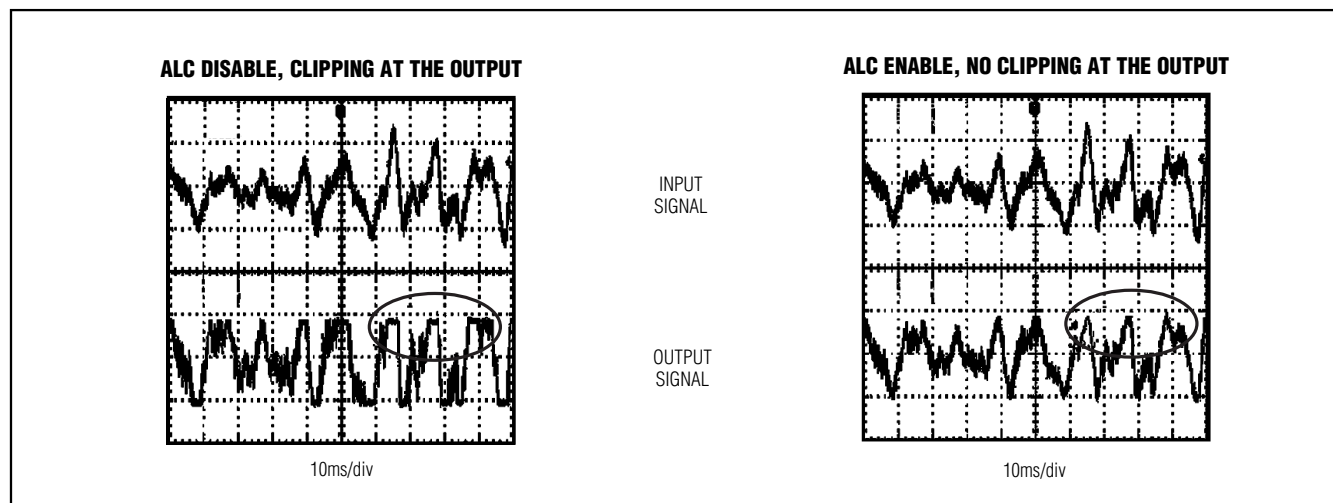 ALC DISABLE, CLIPPING AT THE OUTPUT
ALC ENABLE, NO CLIPPING AT THE OUTPUT
INPUT
SIGNAL
OUTPUT
SIGNAL
10ms/div
10ms/div